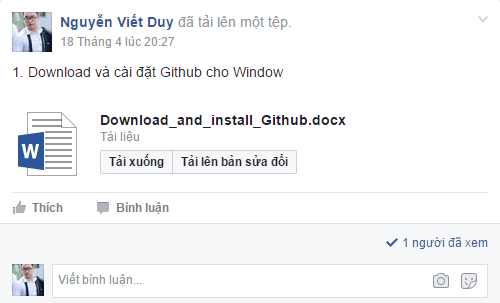 Nguyễn Viết Duy đã tải lên một tệp.
18 Tháng 4 lúc 20:27
1. Download và cài đặt Github cho Window
W
Download_and_install_Github.docx
Tài liệu
Tải xuống Tải lên bản sửa đổi
Thích Bình luận
1 người đã xem
Viết bình luận...